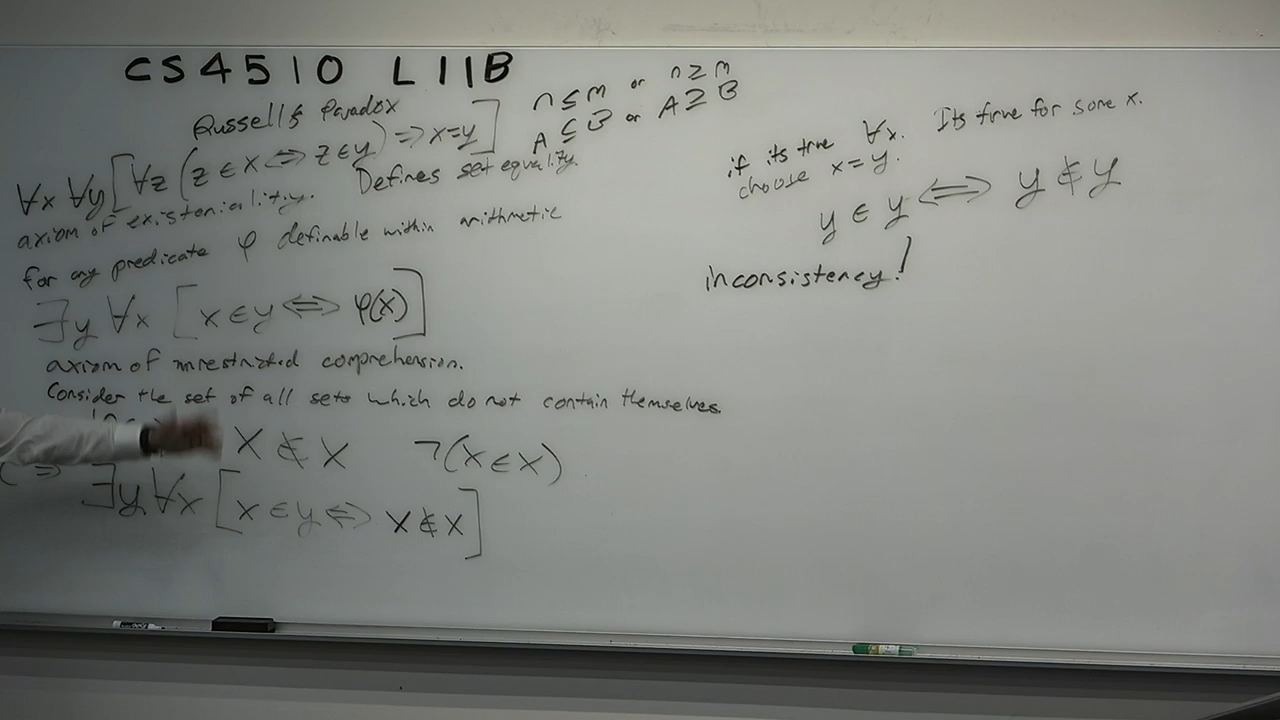 CS4510 L11B
Russell's Paradox
n ≤ m or n ≥ m
A ⊆ B or A ⊇ B
∀x ∀y [∀z (z ∈ x ⟺ z ∈ y) ⟹ x=y]
axiom of existoniality. Defines set equality.
for any predicate φ definable within arithmetic
∃y ∀x [x ∈ y ⟺ φ(x)]
axiom of unrestricted comprehension.
Consider the set of all sets which do not contain themselves.
x ∉ x ¬(x ∈ x)
∃y ∀x [x ∈ y ⟺ x ∉ x]
if its true ∀x. Its true for some x.
choose x=y.
y ∈ y ⟺ y ∉ y
inconsistency!